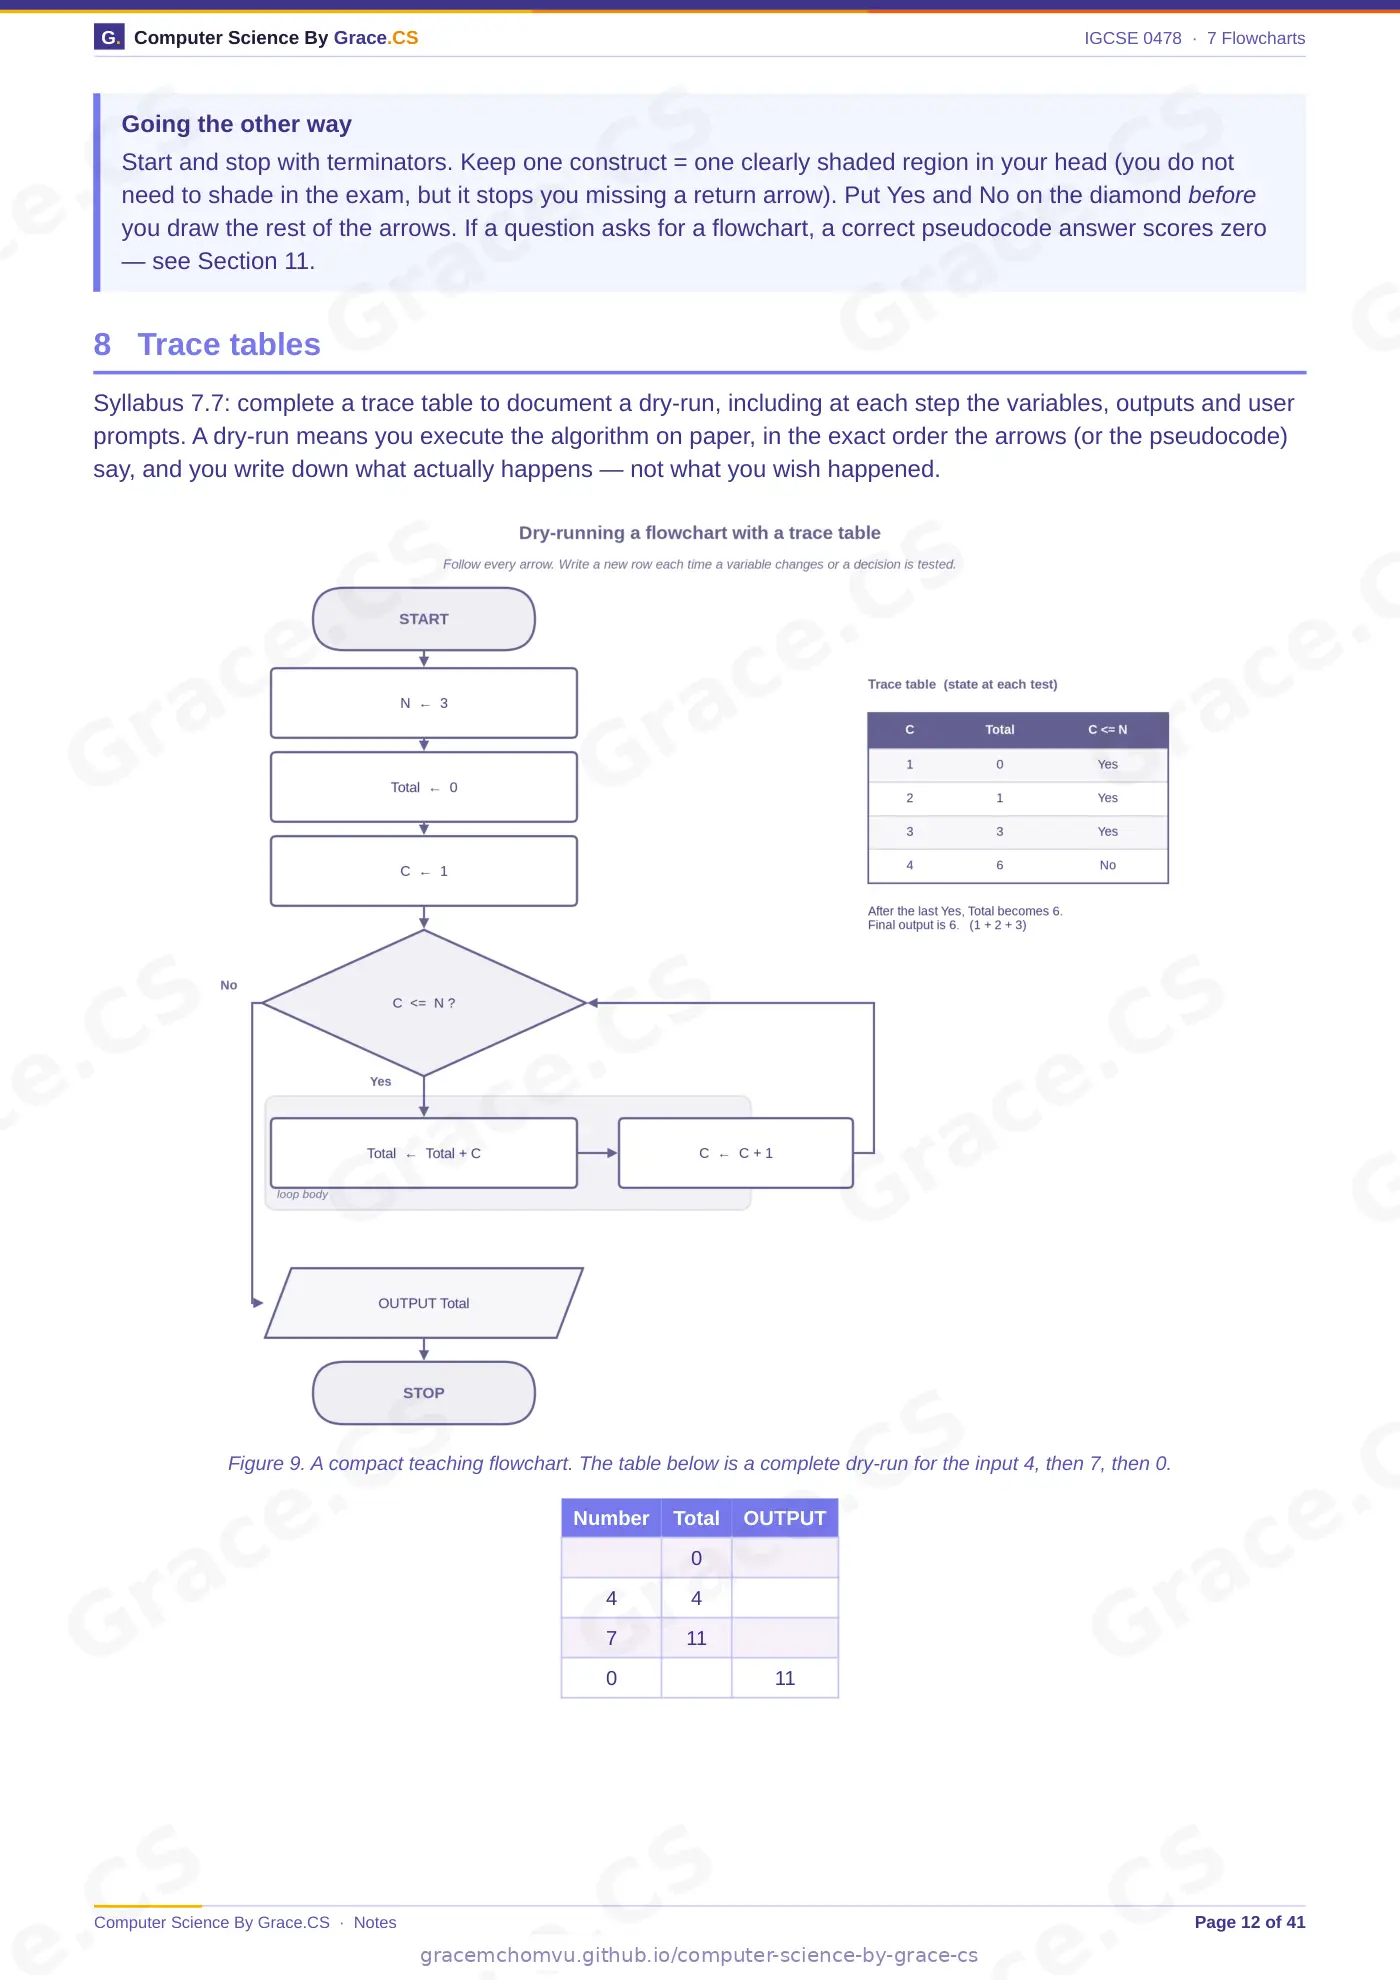 G. Computer Science By Grace.CS
IGCSE 0478 · 7 Flowcharts
Going the other way
Start and stop with terminators. Keep one construct = one clearly shaded region in your head (you do not
need to shade in the exam, but it stops you missing a return arrow). Put Yes and No on the diamond before
you draw the rest of the arrows. If a question asks for a flowchart, a correct pseudocode answer scores zero
— see Section 11.
8 Trace tables
Syllabus 7.7: complete a trace table to document a dry-run, including at each step the variables, outputs and user
prompts. A dry-run means you execute the algorithm on paper, in the exact order the arrows (or the pseudocode)
say, and you write down what actually happens — not what you wish happened.
Dry-running a flowchart with a trace table
Follow every arrow. Write a new row each time a variable changes or a decision is tested.
START
N ← 3
Total ← 0
C ← 1
C <= N ?
No
Yes
Total ← Total + C
C ← C + 1
loop body
OUTPUT Total
STOP
Trace table (state at each test)
C Total C <= N
1 0 Yes
2 1 Yes
3 3 Yes
4 6 No
After the last Yes, Total becomes 6.
Final output is 6. (1 + 2 + 3)
Figure 9. A compact teaching flowchart. The table below is a complete dry-run for the input 4, then 7, then 0.
Number Total OUTPUT
0
4 4
7 11
0 11
Computer Science By Grace.CS · Notes
Page 12 of 41
gracemchomvu.github.io/computer-science-by-grace-cs